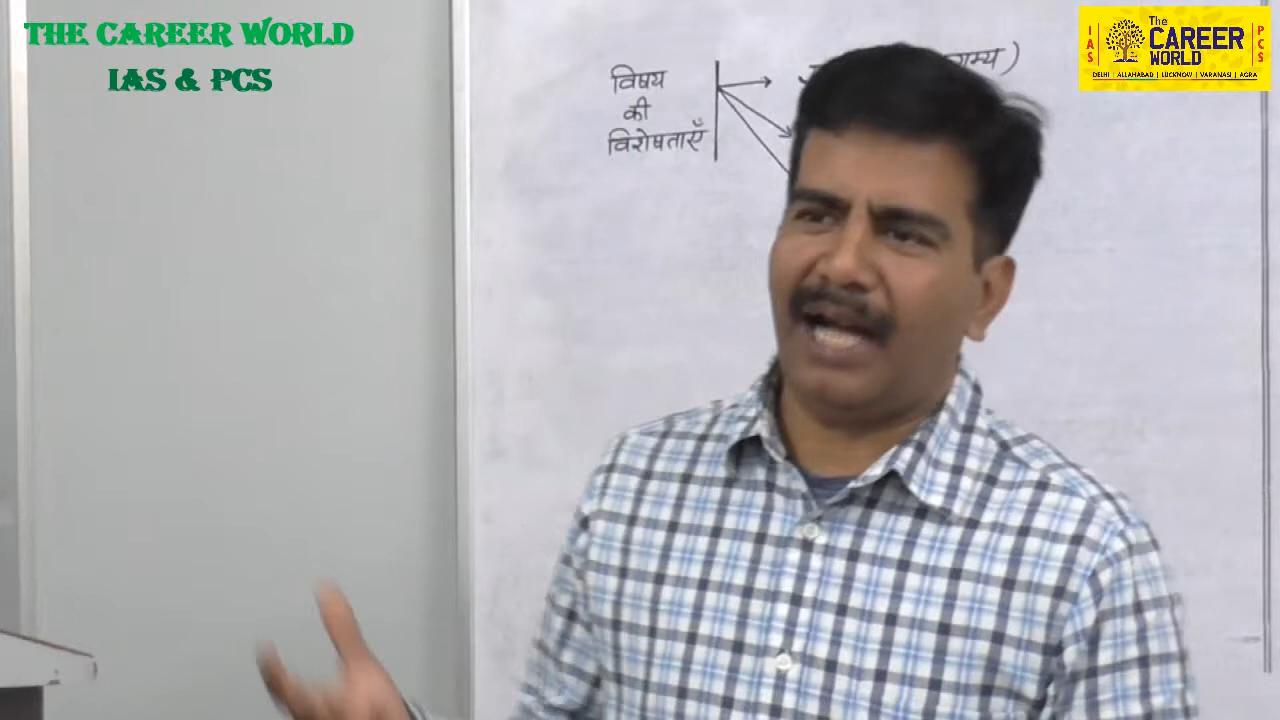 THE CAREER WORLD
IAS & PCS
विषय
की
विशेषताएँ
IAS
The
CAREER
WORLD
PCS
DELHI | ALLAHABAD | LUCKNOW | VARANASI | AGRA